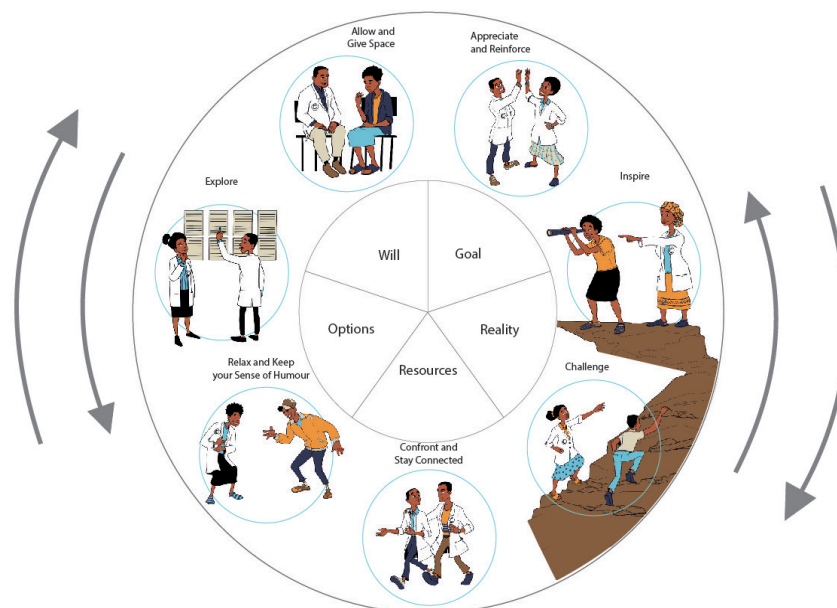 Allow and
Give Space
Appreciate
and Reinforce
Explore
Inspire
Will
Goal
Options
Reality
Resources
Relax and Keep
your Sense of Humour
Challenge
Confront and
Stay Connected